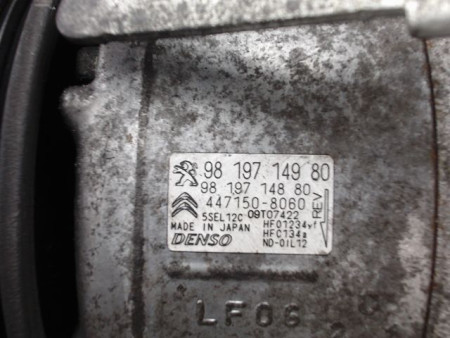 98 197 149 80
98 197 148 80
447150-8060
5SEL12C 09T07422
MADE IN JAPAN
HFO1234yf
HFC134a
DENSO ND-OIL12
REV
LF06